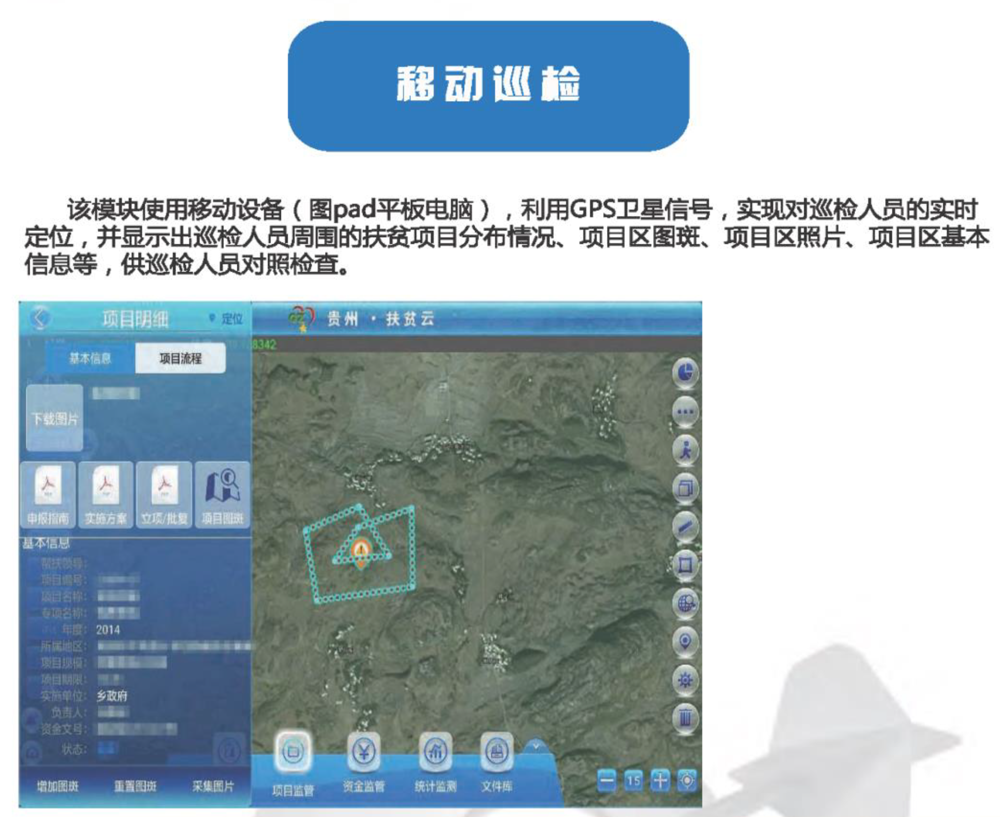 移动巡检
该模块使用移动设备（图pad平板电脑），利用GPS卫星信号，实现对巡检人员的实时
定位，并显示出巡检人员周围的扶贫项目分布情况、项目区图斑、项目区照片、项目区基本
信息等，供巡检人员对照检查。
项目明细
定位
贵州·扶贫云
8342
基本信息
项目流程
下载图片
申报指南
实施方案
立项/批复
项目图斑
基本信息
帮扶领导：
项目编号：
项目名称：
专项名称：
年度：2014
所属地区：
项目规模：
项目期限：
实施单位：乡政府
负责人：
资金文号：
状态：
增加图斑
重置图斑
采集图片
项目监管
资金监管
统计监测
文件库
15